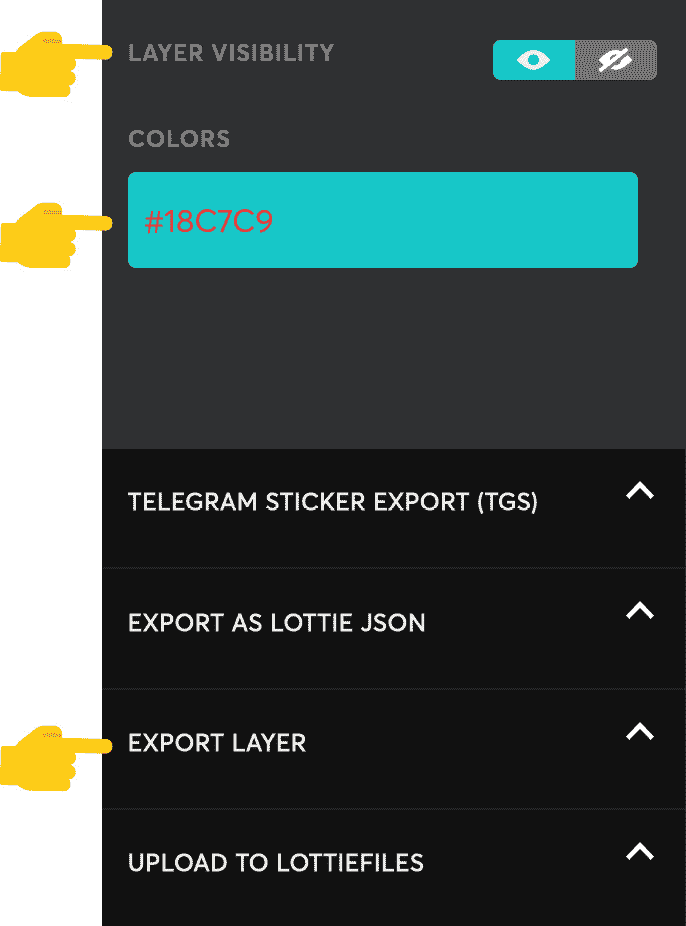 LAYER VISIBILITY
COLORS
#18C7C9
TELEGRAM STICKER EXPORT (TGS)
EXPORT AS LOTTIE JSON
EXPORT LAYER
UPLOAD TO LOTTIEFILES